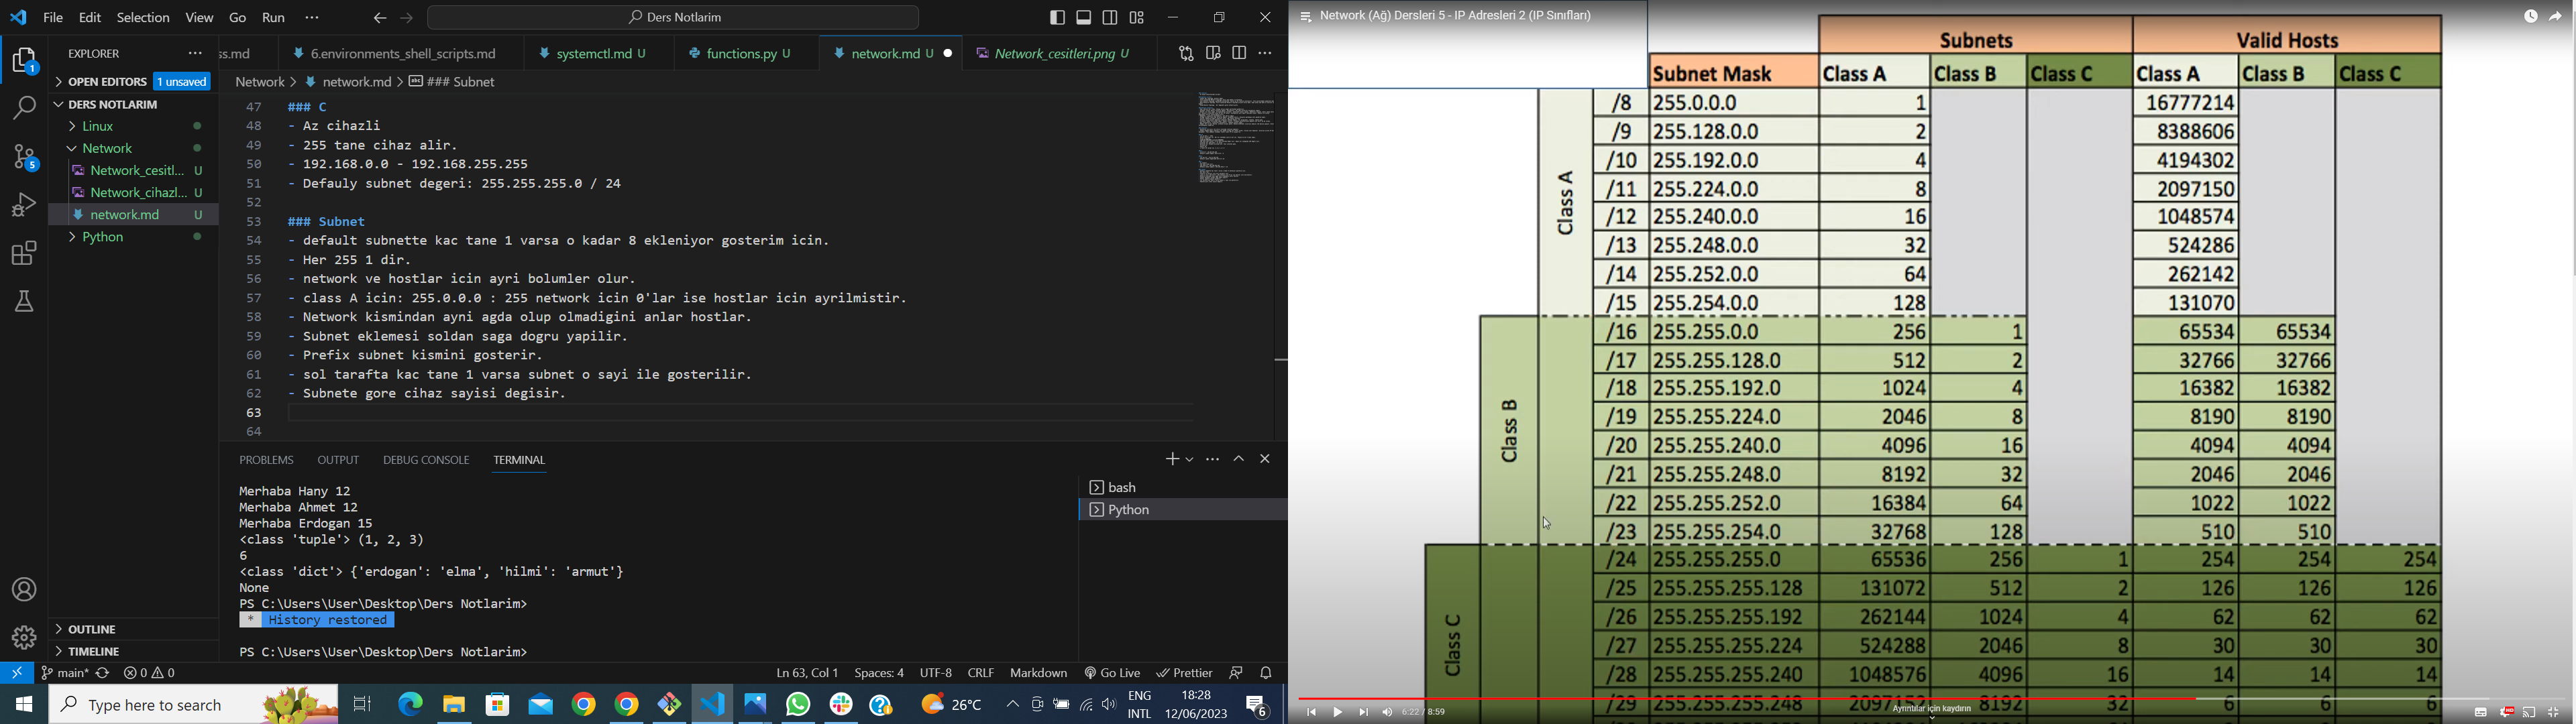 File Edit Selection View Go Run ··· Ders Notlarim
EXPLORER ···
ss.md 6.environments_shell_scripts.md systemctl.md U functions.py U network.md U Network_cesitleri.png U
OPEN EDITORS 1 unsaved
Network > network.md > ### Subnet
DERS NOTLARIM
Linux
Network
Network_cesitl... U
Network_cihazl... U
network.md U
Python
OUTLINE
TIMELINE
47 ### C
48 - Az cihazli
49 - 255 tane cihaz alir.
50 - 192.168.0.0 - 192.168.255.255
51 - Defauly subnet degeri: 255.255.255.0 / 24
52
53 ### Subnet
54 - default subnette kac tane 1 varsa o kadar 8 ekleniyor gosterim icin.
55 - Her 255 1 dir.
56 - network ve hostlar icin ayri bolumler olur.
57 - class A icin: 255.0.0.0 : 255 network icin 0'lar ise hostlar icin ayrilmistir.
58 - Network kismindan ayni agda olup olmadigini anlar hostlar.
59 - Subnet eklemesi soldan saga dogru yapilir.
60 - Prefix subnet kismini gosterir.
61 - sol tarafta kac tane 1 varsa subnet o sayi ile gosterilir.
62 - Subnete gore cihaz sayisi degisir.
63
64
PROBLEMS OUTPUT DEBUG CONSOLE TERMINAL
Merhaba Hany 12
Merhaba Ahmet 12
Merhaba Erdogan 15
<class 'tuple'> (1, 2, 3)
6
<class 'dict'> {'erdogan': 'elma', 'hilmi': 'armut'}
None
PS C:\Users\User\Desktop\Ders Notlarim>
* History restored
PS C:\Users\User\Desktop\Ders Notlarim>
bash
Python
main* 0 0 Ln 63, Col 1 Spaces: 4 UTF-8 CRLF Markdown Go Live Prettier
Type here to search 26°C ENG INTL 18:28 12/06/2023 6
Network (Ağ) Dersleri 5 - IP Adresleri 2 (IP Sınıfları)
Subnets Valid Hosts
Subnet Mask Class A Class B Class C Class A Class B Class C
Class A
/8 255.0.0.0 1 16777214
/9 255.128.0.0 2 8388606
/10 255.192.0.0 4 4194302
/11 255.224.0.0 8 2097150
/12 255.240.0.0 16 1048574
/13 255.248.0.0 32 524286
/14 255.252.0.0 64 262142
/15 255.254.0.0 128 131070
Class B
/16 255.255.0.0 256 1 65534 65534
/17 255.255.128.0 512 2 32766 32766
/18 255.255.192.0 1024 4 16382 16382
/19 255.255.224.0 2046 8 8190 8190
/20 255.255.240.0 4096 16 4094 4094
/21 255.255.248.0 8192 32 2046 2046
/22 255.255.252.0 16384 64 1022 1022
/23 255.255.254.0 32768 128 510 510
Class C
/24 255.255.255.0 65536 256 1 254 254 254
/25 255.255.255.128 131072 512 2 126 126 126
/26 255.255.255.192 262144 1024 4 62 62 62
/27 255.255.255.224 524288 2046 8 30 30 30
/28 255.255.255.240 1048576 4096 16 14 14 14
/29 255.255.255.248 2097152 8192 32 6 6 6
6:22 / 8:59 Ayrıntılar için kaydırın HD